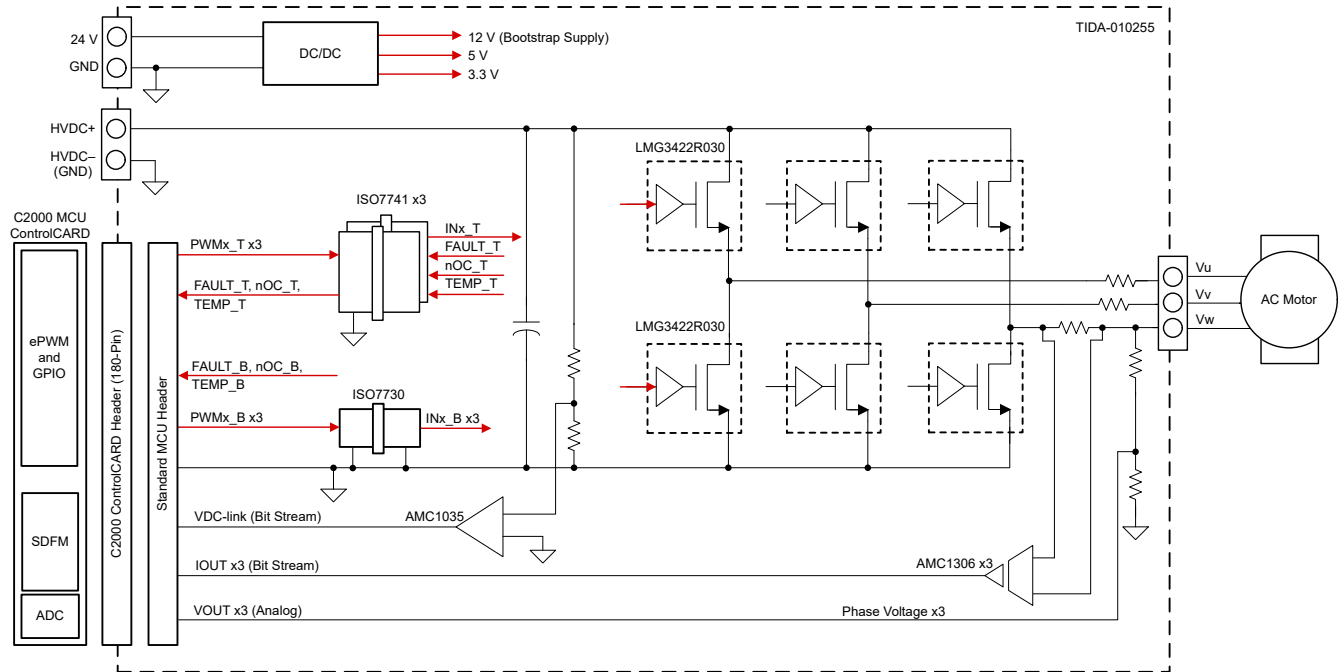 TIDA-010255
24 V
GND
DC/DC
12 V (Bootstrap Supply)
5 V
3.3 V
HVDC+
HVDC–
(GND)
LMG3422R030
C2000 MCU
ControlCARD
ISO7741 x3
PWMx_T x3
INx_T
FAULT_T
nOC_T
TEMP_T
FAULT_T, nOC_T,
TEMP_T
Vu
Vv
Vw
AC Motor
LMG3422R030
ePWM
and
GPIO
C2000 ControlCARD Header (180-Pin)
Standard MCU Header
FAULT_B, nOC_B,
TEMP_B
ISO7730
PWMx_B x3
INx_B x3
SDFM
VDC-link (Bit Stream)
AMC1035
IOUT x3 (Bit Stream)
AMC1306 x3
ADC
VOUT x3 (Analog)
Phase Voltage x3